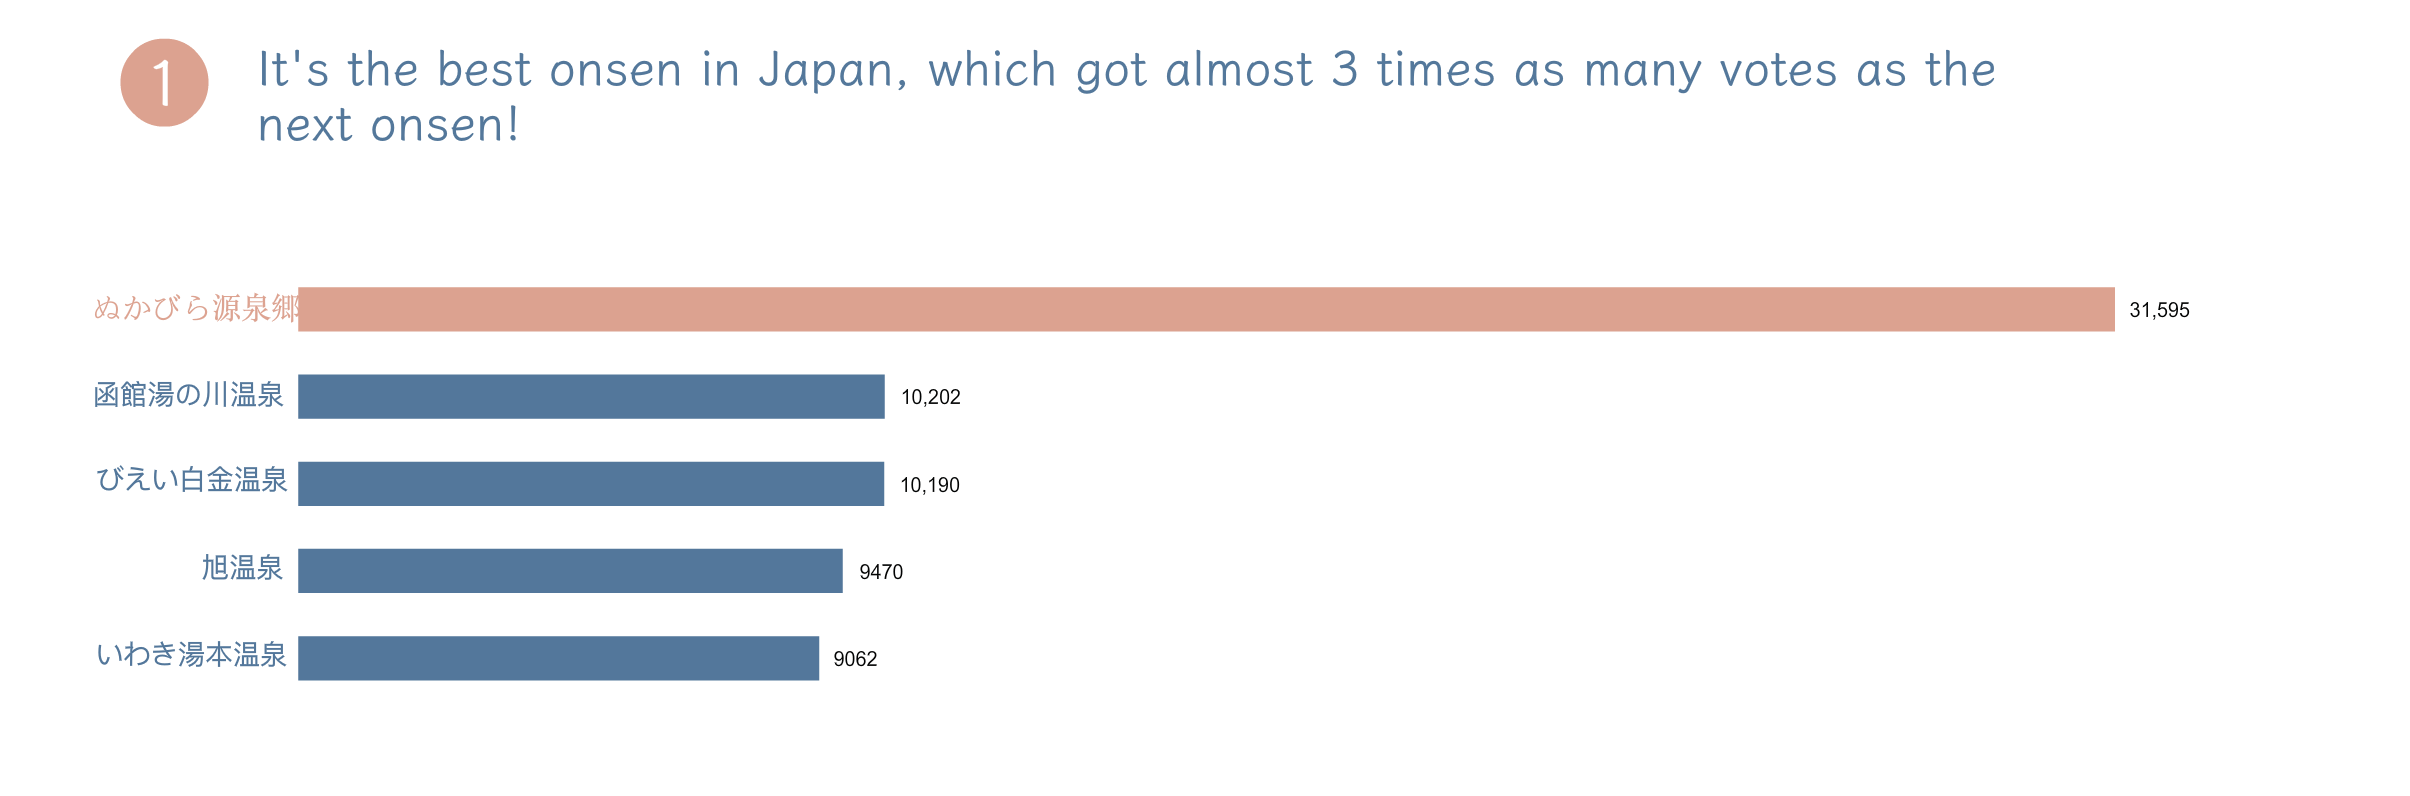 1
It's the best onsen in Japan, which got almost 3 times as many votes as the
next onsen!
ぬかびら源泉郷 31,595
函館湯の川温泉 10,202
びえい白金温泉 10,190
旭温泉 9470
いわき湯本温泉 9062